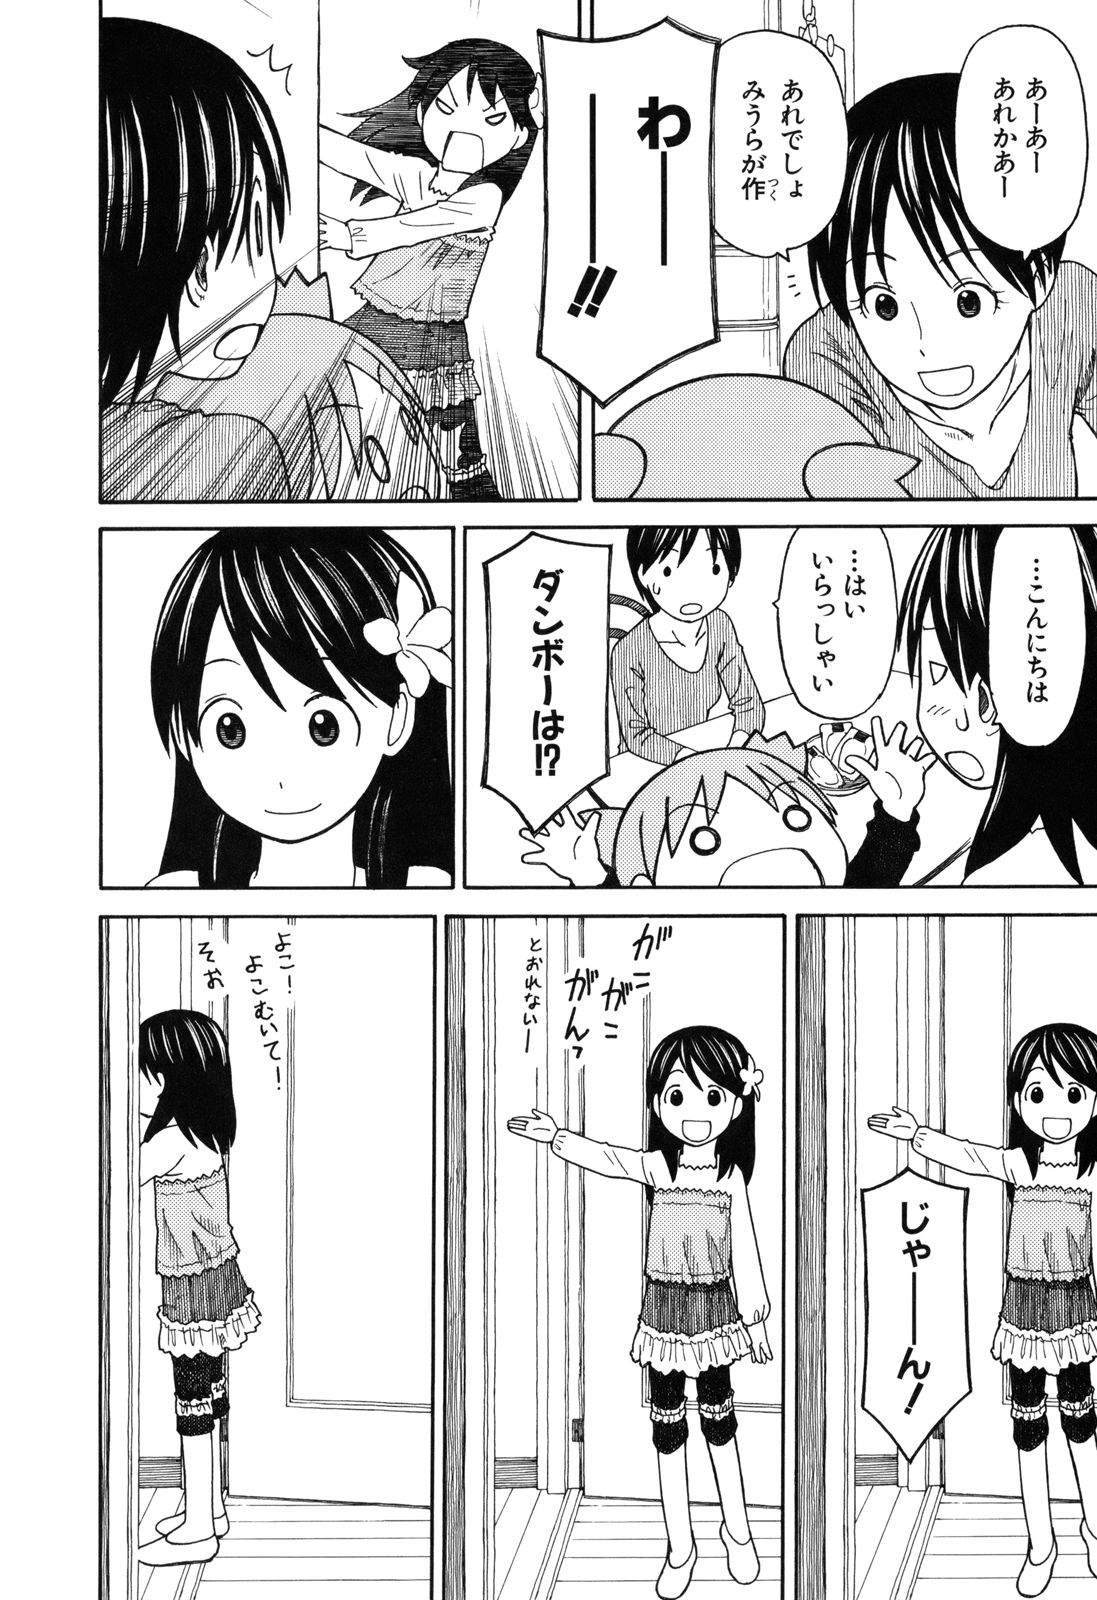 あーあー
あれかあー
あれでしょ
みうらが作
つく
わーーー!!
…こんにちは
…はい
いらっしゃい
ダンボーは!?
じゃーーん!
がこ
がこ
がんっ
とおれないー
よこ!
よこむいて!
そお